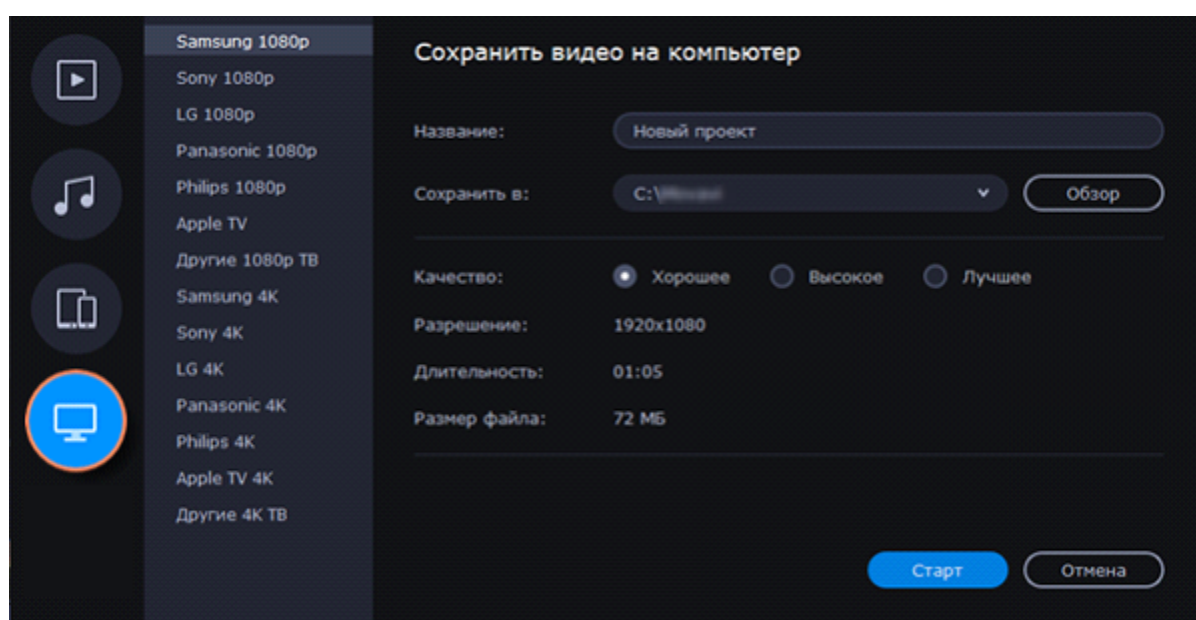 Samsung 1080p
Sony 1080p
LG 1080p
Panasonic 1080p
Philips 1080p
Apple TV
Другие 1080p ТВ
Samsung 4K
Sony 4K
LG 4K
Panasonic 4K
Philips 4K
Apple TV 4K
Другие 4K ТВ
Сохранить видео на компьютер
Название: Новый проект
Сохранить в: C:\ Обзор
Качество: Хорошее Высокое Лучшее
Разрешение: 1920x1080
Длительность: 01:05
Размер файла: 72 МБ
Старт Отмена